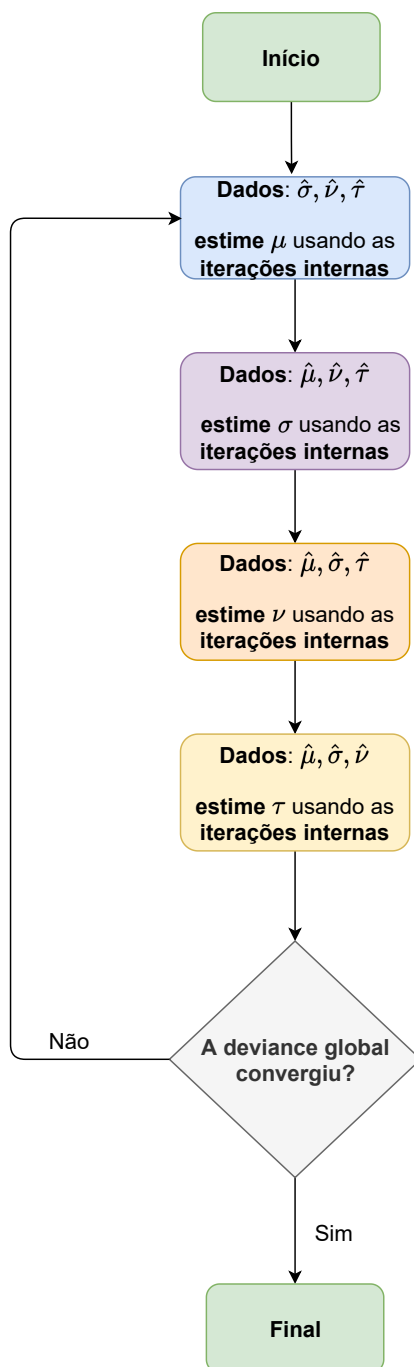 Início
Dados: σ̂, ν̂, τ̂
estime μ usando as
iterações internas
Dados: μ̂, ν̂, τ̂
estime σ usando as
iterações internas
Dados: μ̂, σ̂, τ̂
estime ν usando as
iterações internas
Dados: μ̂, σ̂, ν̂
estime τ usando as
iterações internas
A deviance global
convergiu?
Não
Sim
Final